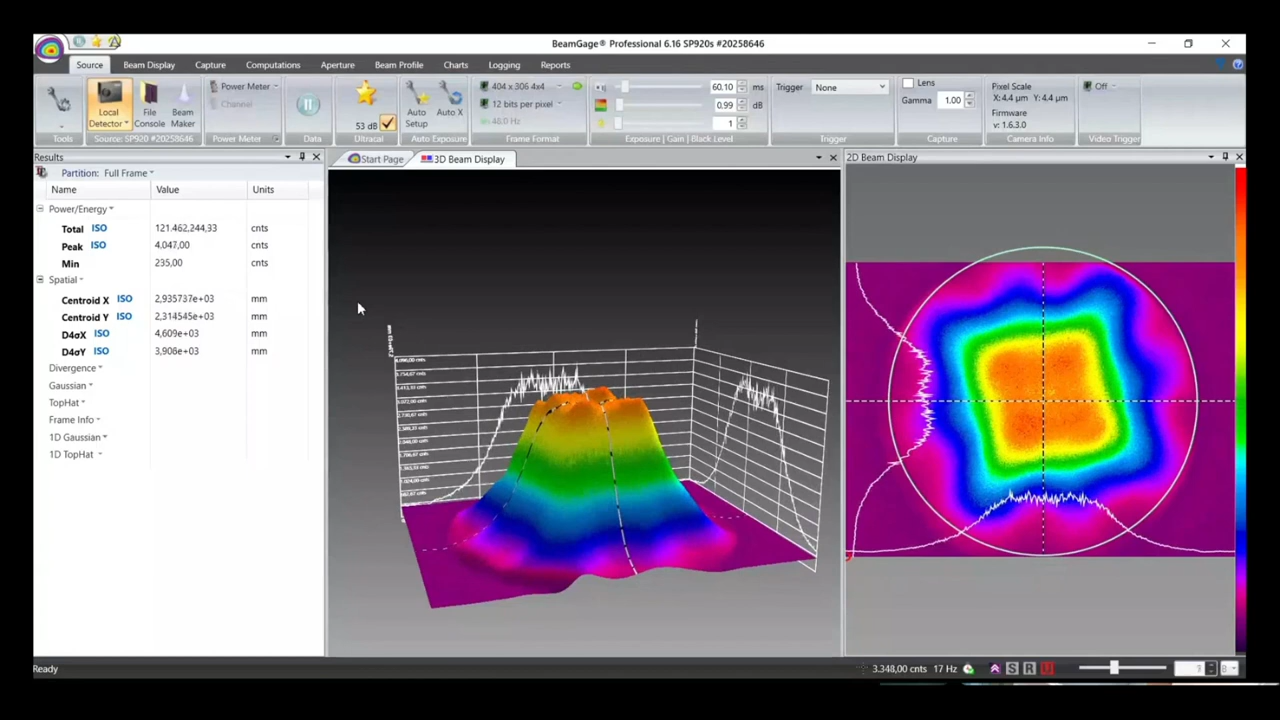 BeamGage® Professional 6.16 SP920s #20258646
Source Beam Display Capture Computations Aperture Beam Profile Charts Logging Reports
Local Detector
File Console
Beam Maker
Power Meter
Channel
53 dB
Auto Setup
Auto X
404 x 306 4x4
12 bits per pixel
60.10 ms
0.99 dB
1
Trigger None
Lens
Gamma 1.00
Pixel Scale
X: 4.4 µm Y: 4.4 µm
Firmware
v: 1.6.3.0
Off
Tools Source: SP920 #20258646 Power Meter Data Ultracal Auto Exposure Frame Format Exposure | Gain | Black Level Trigger Capture Camera Info Video Trigger
Results
Partition: Full Frame
Name Value Units
Power/Energy
Total ISO 121.462.244,33 cnts
Peak ISO 4,047,00 cnts
Min 235,00 cnts
Spatial
Centroid X ISO 2,935737e+03 mm
Centroid Y ISO 2,314545e+03 mm
D4σX ISO 4,609e+03 mm
D4σY ISO 3,908e+03 mm
Divergence
Gaussian
TopHat
Frame Info
1D Gaussian
1D TopHat
Start Page 3D Beam Display
2D Beam Display
Ready
3.348,00 cnts 17 Hz S R